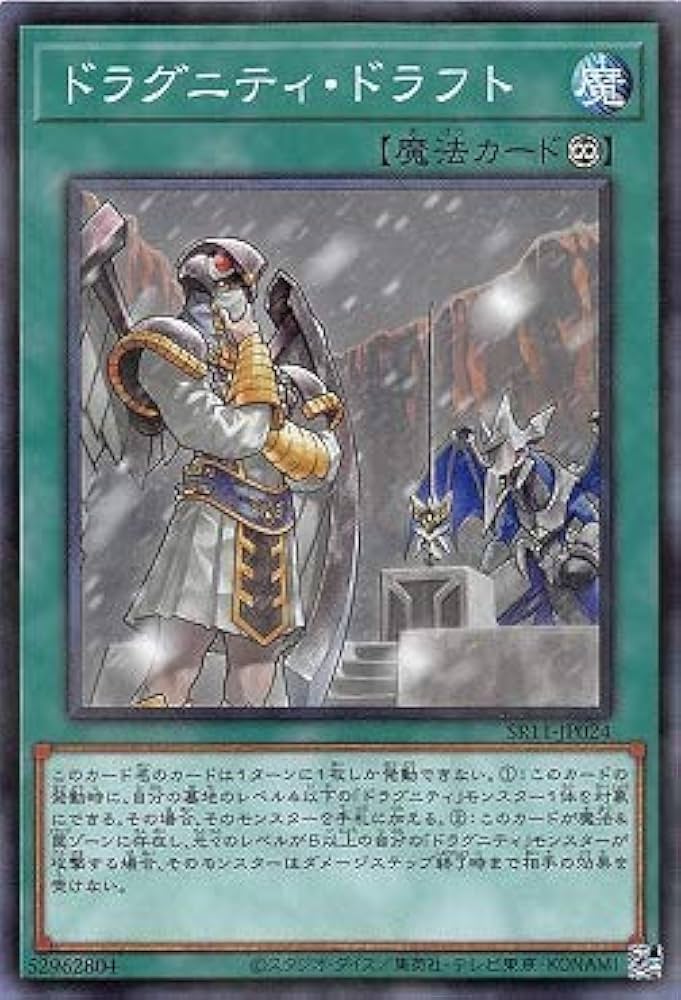 ドラグニティ・ドラフト
魔
【魔法カード】
SR11-JP024
このカード名のカードは1ターンに1枚しか発動できない。①:このカードの
発動時に、自分の墓地のレベル4以下の「ドラグニティ」モンスター1体を対象
にできる。その場合、そのモンスターを手札に加える。②:このカードが魔法&
罠ゾーンに存在し、元々のレベルが5以上の自分の「ドラグニティ」モンスターが
攻撃する場合、そのモンスターはダメージステップ終了時まで相手の効果を
受けない。
52962804
©スタジオ・ダイス/集英社・テレビ東京・KONAMI